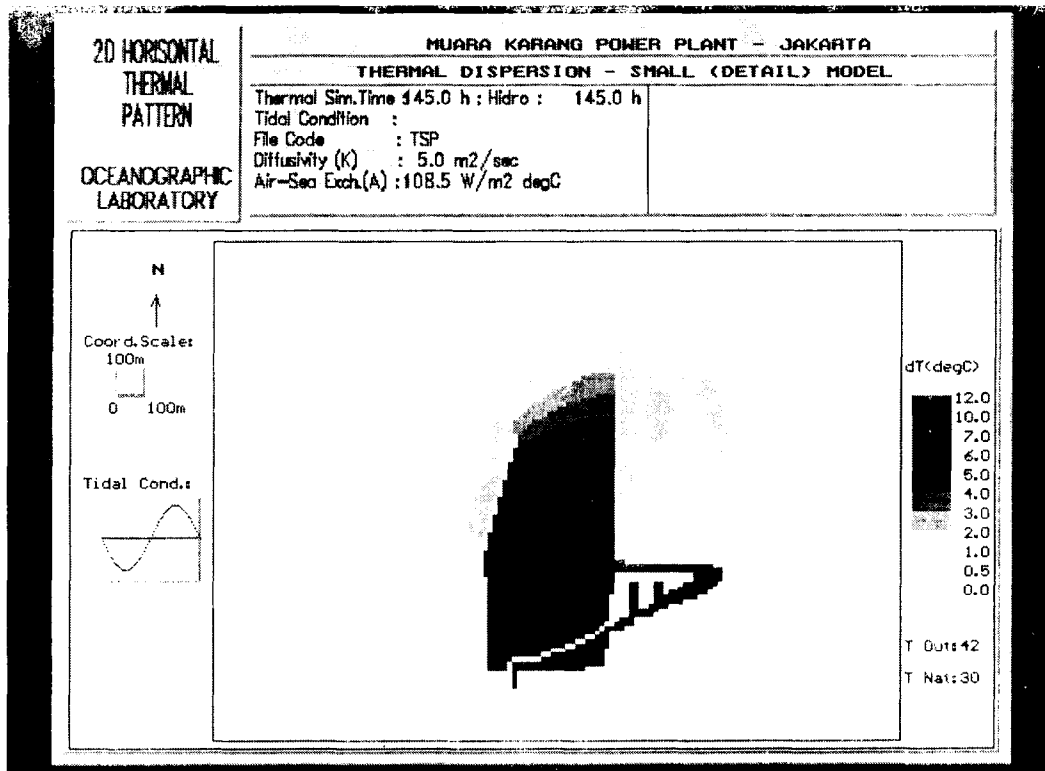 2D HORISONTAL
THERMAL
PATTERN
OCEANOGRAPHIC
LABORATORY
MUARA KARANG POWER PLANT - JAKARTA
THERMAL DISPERSION - SMALL (DETAIL) MODEL
Thermal Sim.Time :145.0 h ; Hidro : 145.0 h
Tidal Condition :
File Code : TSP
Diffusivity (K) : 5.0 m2/sec
Air-Sea Exch.(A) :108.5 W/m2 degC
N
Coord.Scale:
100m
0 100m
Tidal Cond.:
dT(degC)
12.0
10.0
7.0
6.0
5.0
4.0
3.0
2.0
1.0
0.5
0.0
T Out:42
T Nat:30